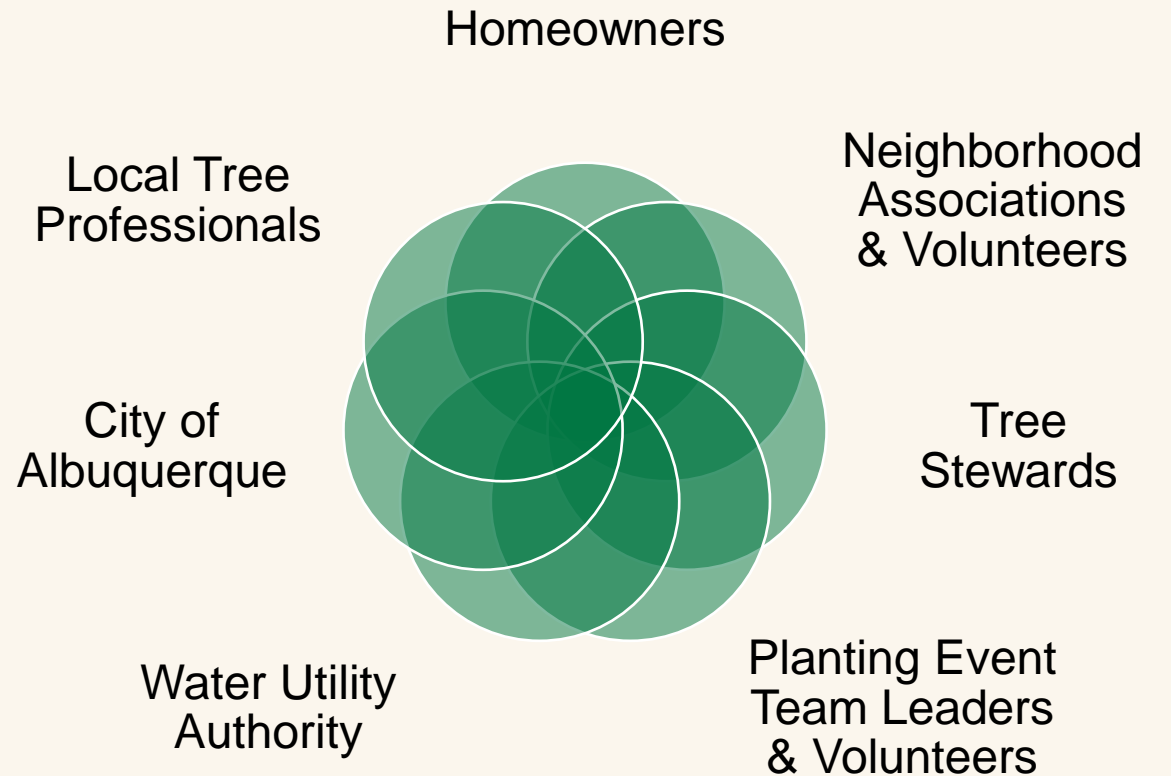 Homeowners
Neighborhood
Associations
& Volunteers
Tree
Stewards
Planting Event
Team Leaders
& Volunteers
Water Utility
Authority
City of
Albuquerque
Local Tree
Professionals